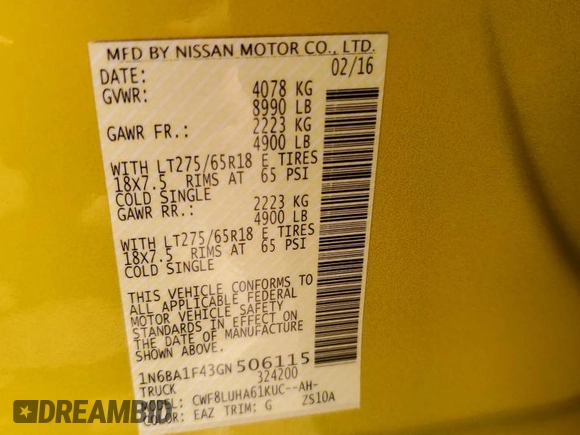 MFD BY NISSAN MOTOR CO., LTD.
DATE: 02/16
GVWR: 4078 KG
8990 LB
GAWR FR.: 2223 KG
4900 LB
WITH LT275/65R18 E TIRES
18X7.5 RIMS AT 65 PSI
COLD SINGLE
GAWR RR.: 2223 KG
4900 LB
WITH LT275/65R18 E TIRES
18X7.5 RIMS AT 65 PSI
COLD SINGLE
THIS VEHICLE CONFORMS TO
ALL APPLICABLE FEDERAL
MOTOR VEHICLE SAFETY
STANDARDS IN EFFECT ON
THE DATE OF MANUFACTURE
SHOWN ABOVE
1N6BA1F43GN506115
TRUCK 324200
MODEL: CWF8LUHA61KUC--AH-
COLOR: EAZ TRIM: G ZS10A
DREAMBID